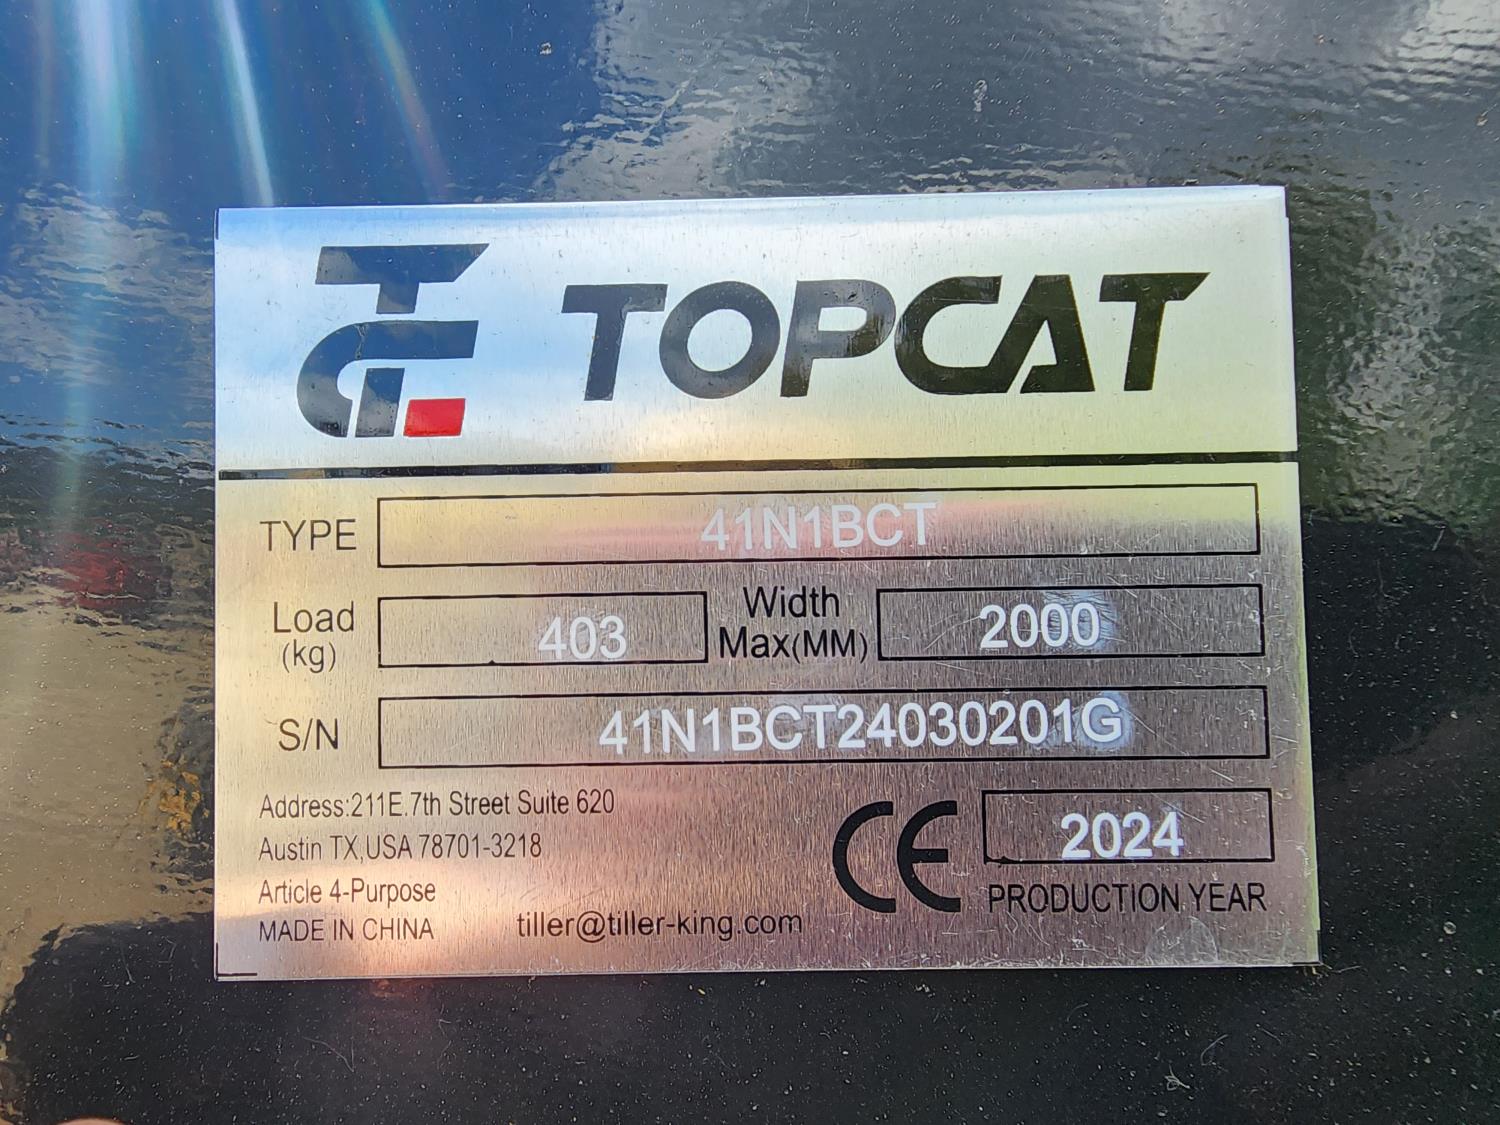 TOPCAT
TYPE 41N1BCT
Load (kg) 403 Width Max(MM) 2000
S/N 41N1BCT24030201G
Address:211E.7th Street Suite 620
Austin TX,USA 78701-3218
Article 4-Purpose
MADE IN CHINA tiller@tiller-king.com
CE 2024
PRODUCTION YEAR